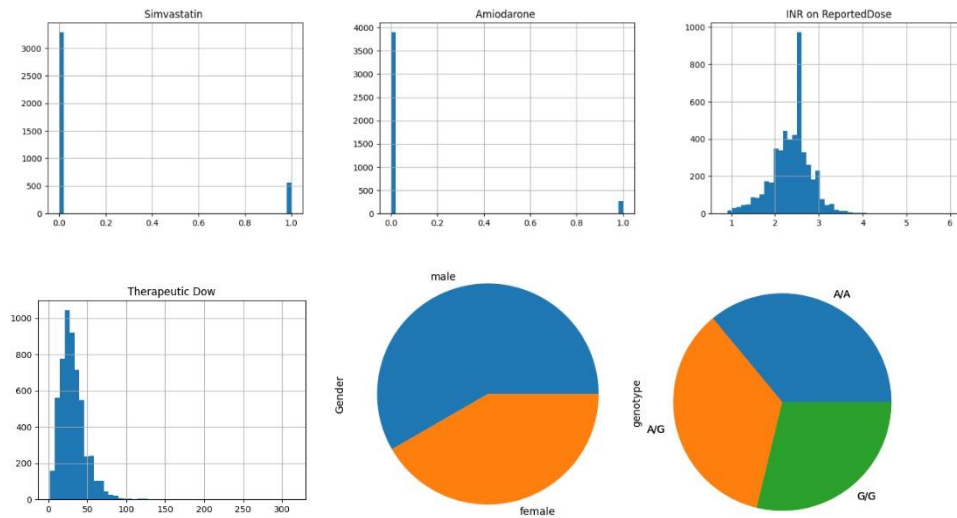 Simvastatin
3000
2500
2000
1500
1000
500
0
0.0 0.2 0.4 0.6 0.8 1.0
Amiodarone
4000
3500
3000
2500
2000
1500
1000
500
0
0.0 0.2 0.4 0.6 0.8 1.0
INR on ReportedDose
1000
800
600
400
200
0
1 2 3 4 5 6
Therapeutic Dow
1000
800
600
400
200
0
0 50 100 150 200 250 300
male
Gender
female
A/A
genotype
A/G
G/G